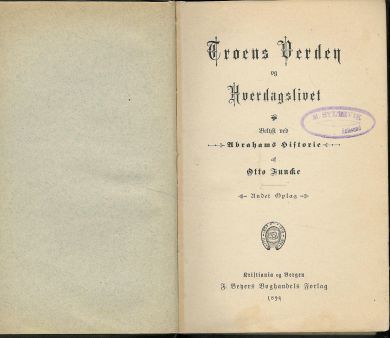 Troens Verden
og
Hverdagslivet
Belyst ved
Abrahams Historie
af
Otto Funcke
Andet Oplag
Kristiania og Bergen
F. Beyers Boghandels Forlag